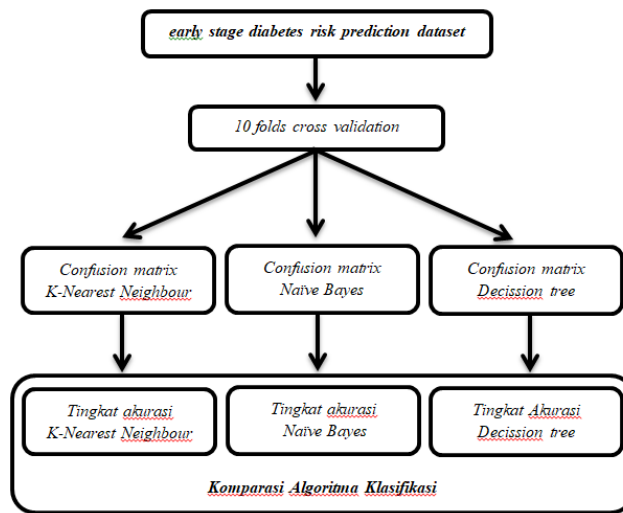 early stage diabetes risk prediction dataset
10 folds cross validation
Confusion matrix
K-Nearest Neighbour
Confusion matrix
Naïve Bayes
Confusion matrix
Decission tree
Tingkat akurasi
K-Nearest Neighbour
Tingkat akurasi
Naïve Bayes
Tingkat Akurasi
Decission tree
Komparasi Algoritma Klasifikasi